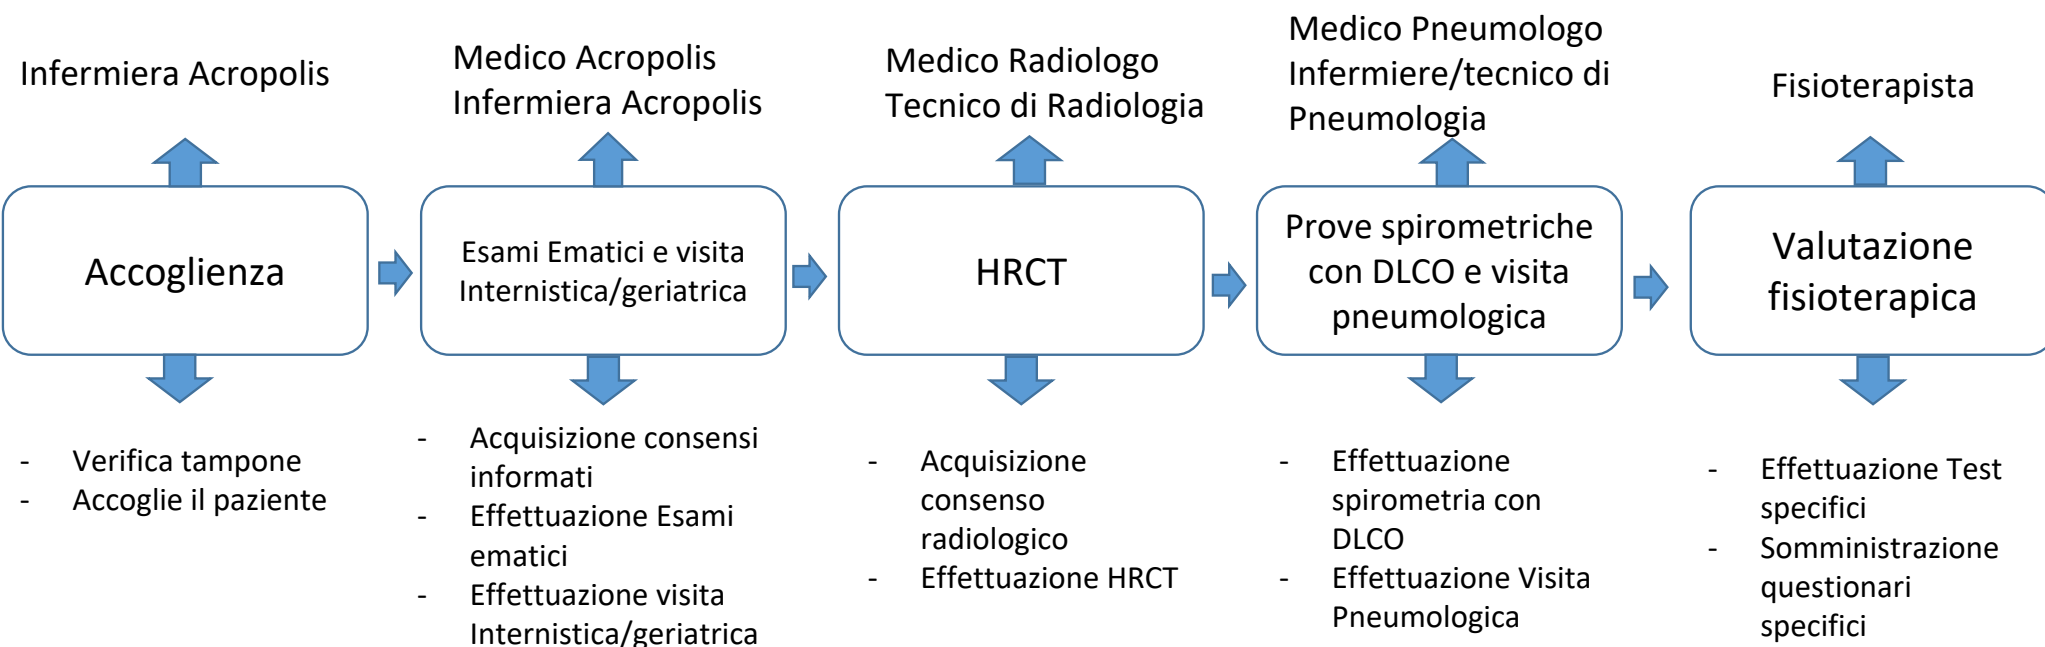 Infermiera Acropolis
Medico Acropolis
Infermiera Acropolis
Medico Radiologo
Tecnico di Radiologia
Medico Pneumologo
Infermiere/tecnico di
Pneumologia
Fisioterapista
Accoglienza
Esami Ematici e visita
Internistica/geriatrica
HRCT
Prove spirometriche
con DLCO e visita
pneumologica
Valutazione
fisioterapica
- Verifica tampone
- Accoglie il paziente
- Acquisizione consensi
informati
- Effettuazione Esami
ematici
- Effettuazione visita
Internistica/geriatrica
- Acquisizione
consenso
radiologico
- Effettuazione HRCT
- Effettuazione
spirometria con
DLCO
- Effettuazione Visita
Pneumologica
- Effettuazione Test
specifici
- Somministrazione
questionari
specifici